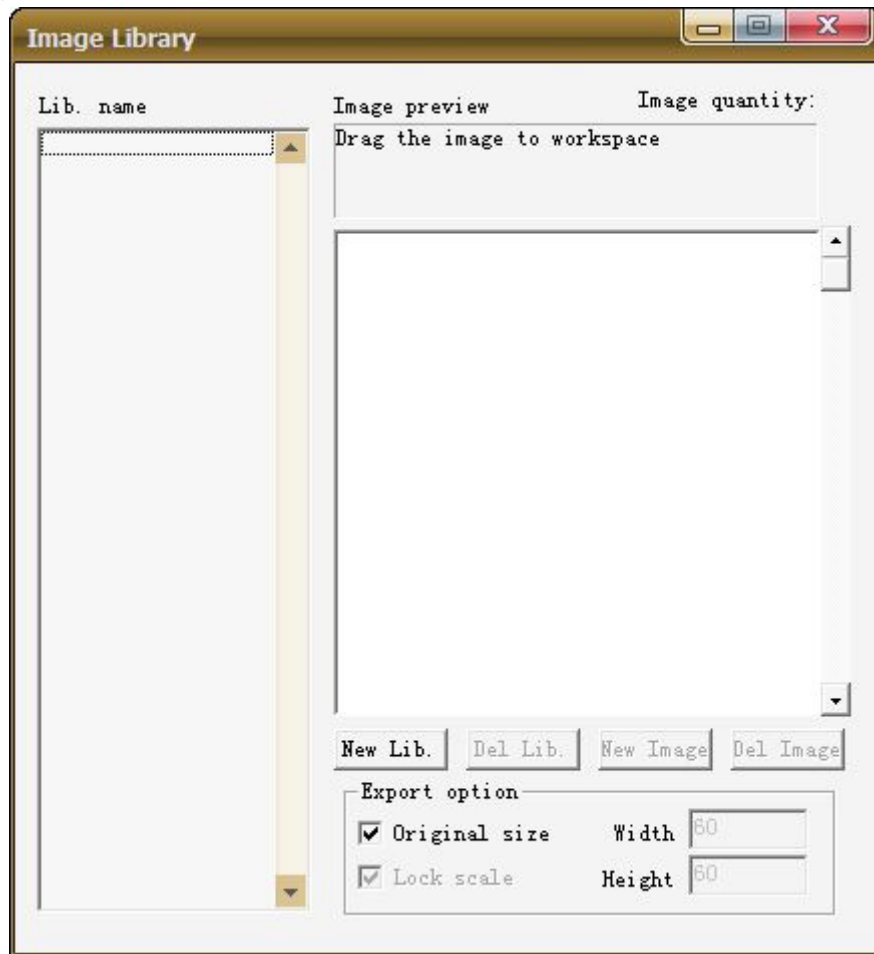 Image Library
Lib. name
Image preview
Image quantity:
Drag the image to workspace
New Lib.
Del Lib.
New Image
Del Image
Export option
Original size
Width
60
Lock scale
Height
60